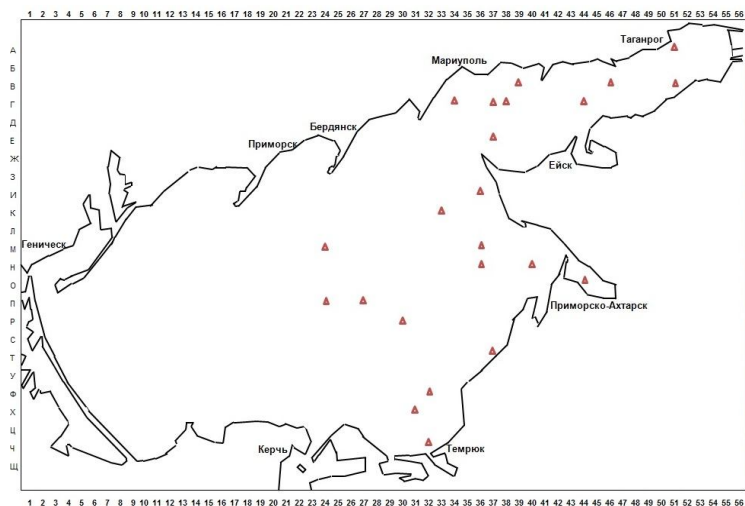 1 2 3 4 5 6 7 8 9 10 11 12 13 14 15 16 17 18 19 20 21 22 23 24 25 26 27 28 29 30 31 32 33 34 35 36 37 38 39 40 41 42 43 44 45 46 47 48 49 50 51 52 53 54 55 56
Таганрог
А
Мариуполь
Б
В
Г
Д
Бердянск
Е
Приморск
Ж
Ейск
З
И
К
Л
Геническ
М
Н
О
Приморско-Ахтарск
П
Р
С
Т
У
Ф
Х
Ц
Керчь
Темрюк
Ч
Щ
1 2 3 4 5 6 7 8 9 10 11 12 13 14 15 16 17 18 19 20 21 22 23 24 25 26 27 28 29 30 31 32 33 34 35 36 37 38 39 40 41 42 43 44 45 46 47 48 49 50 51 52 53 54 55 56